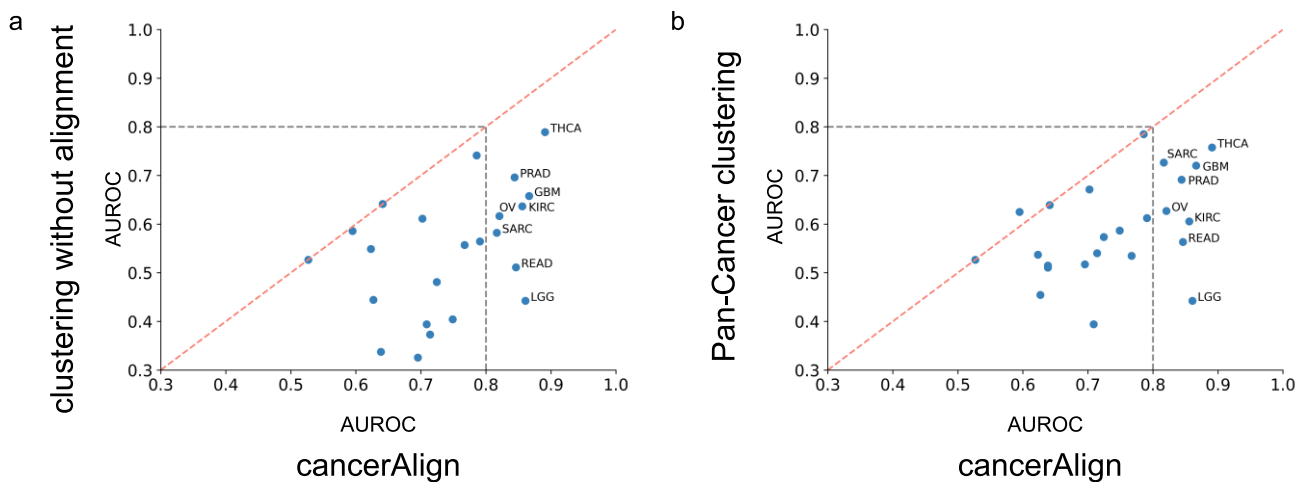 a
clustering without alignment
AUROC
1.0
0.9
0.8
0.7
0.6
0.5
0.4
0.3
THCA
PRAD
GBM
OV
KIRC
SARC
READ
LGG
0.3 0.4 0.5 0.6 0.7 0.8 0.9 1.0
AUROC
cancerAlign
b
Pan-Cancer clustering
AUROC
1.0
0.9
0.8
0.7
0.6
0.5
0.4
0.3
THCA
SARC
GBM
PRAD
OV
KIRC
READ
LGG
0.3 0.4 0.5 0.6 0.7 0.8 0.9 1.0
AUROC
cancerAlign